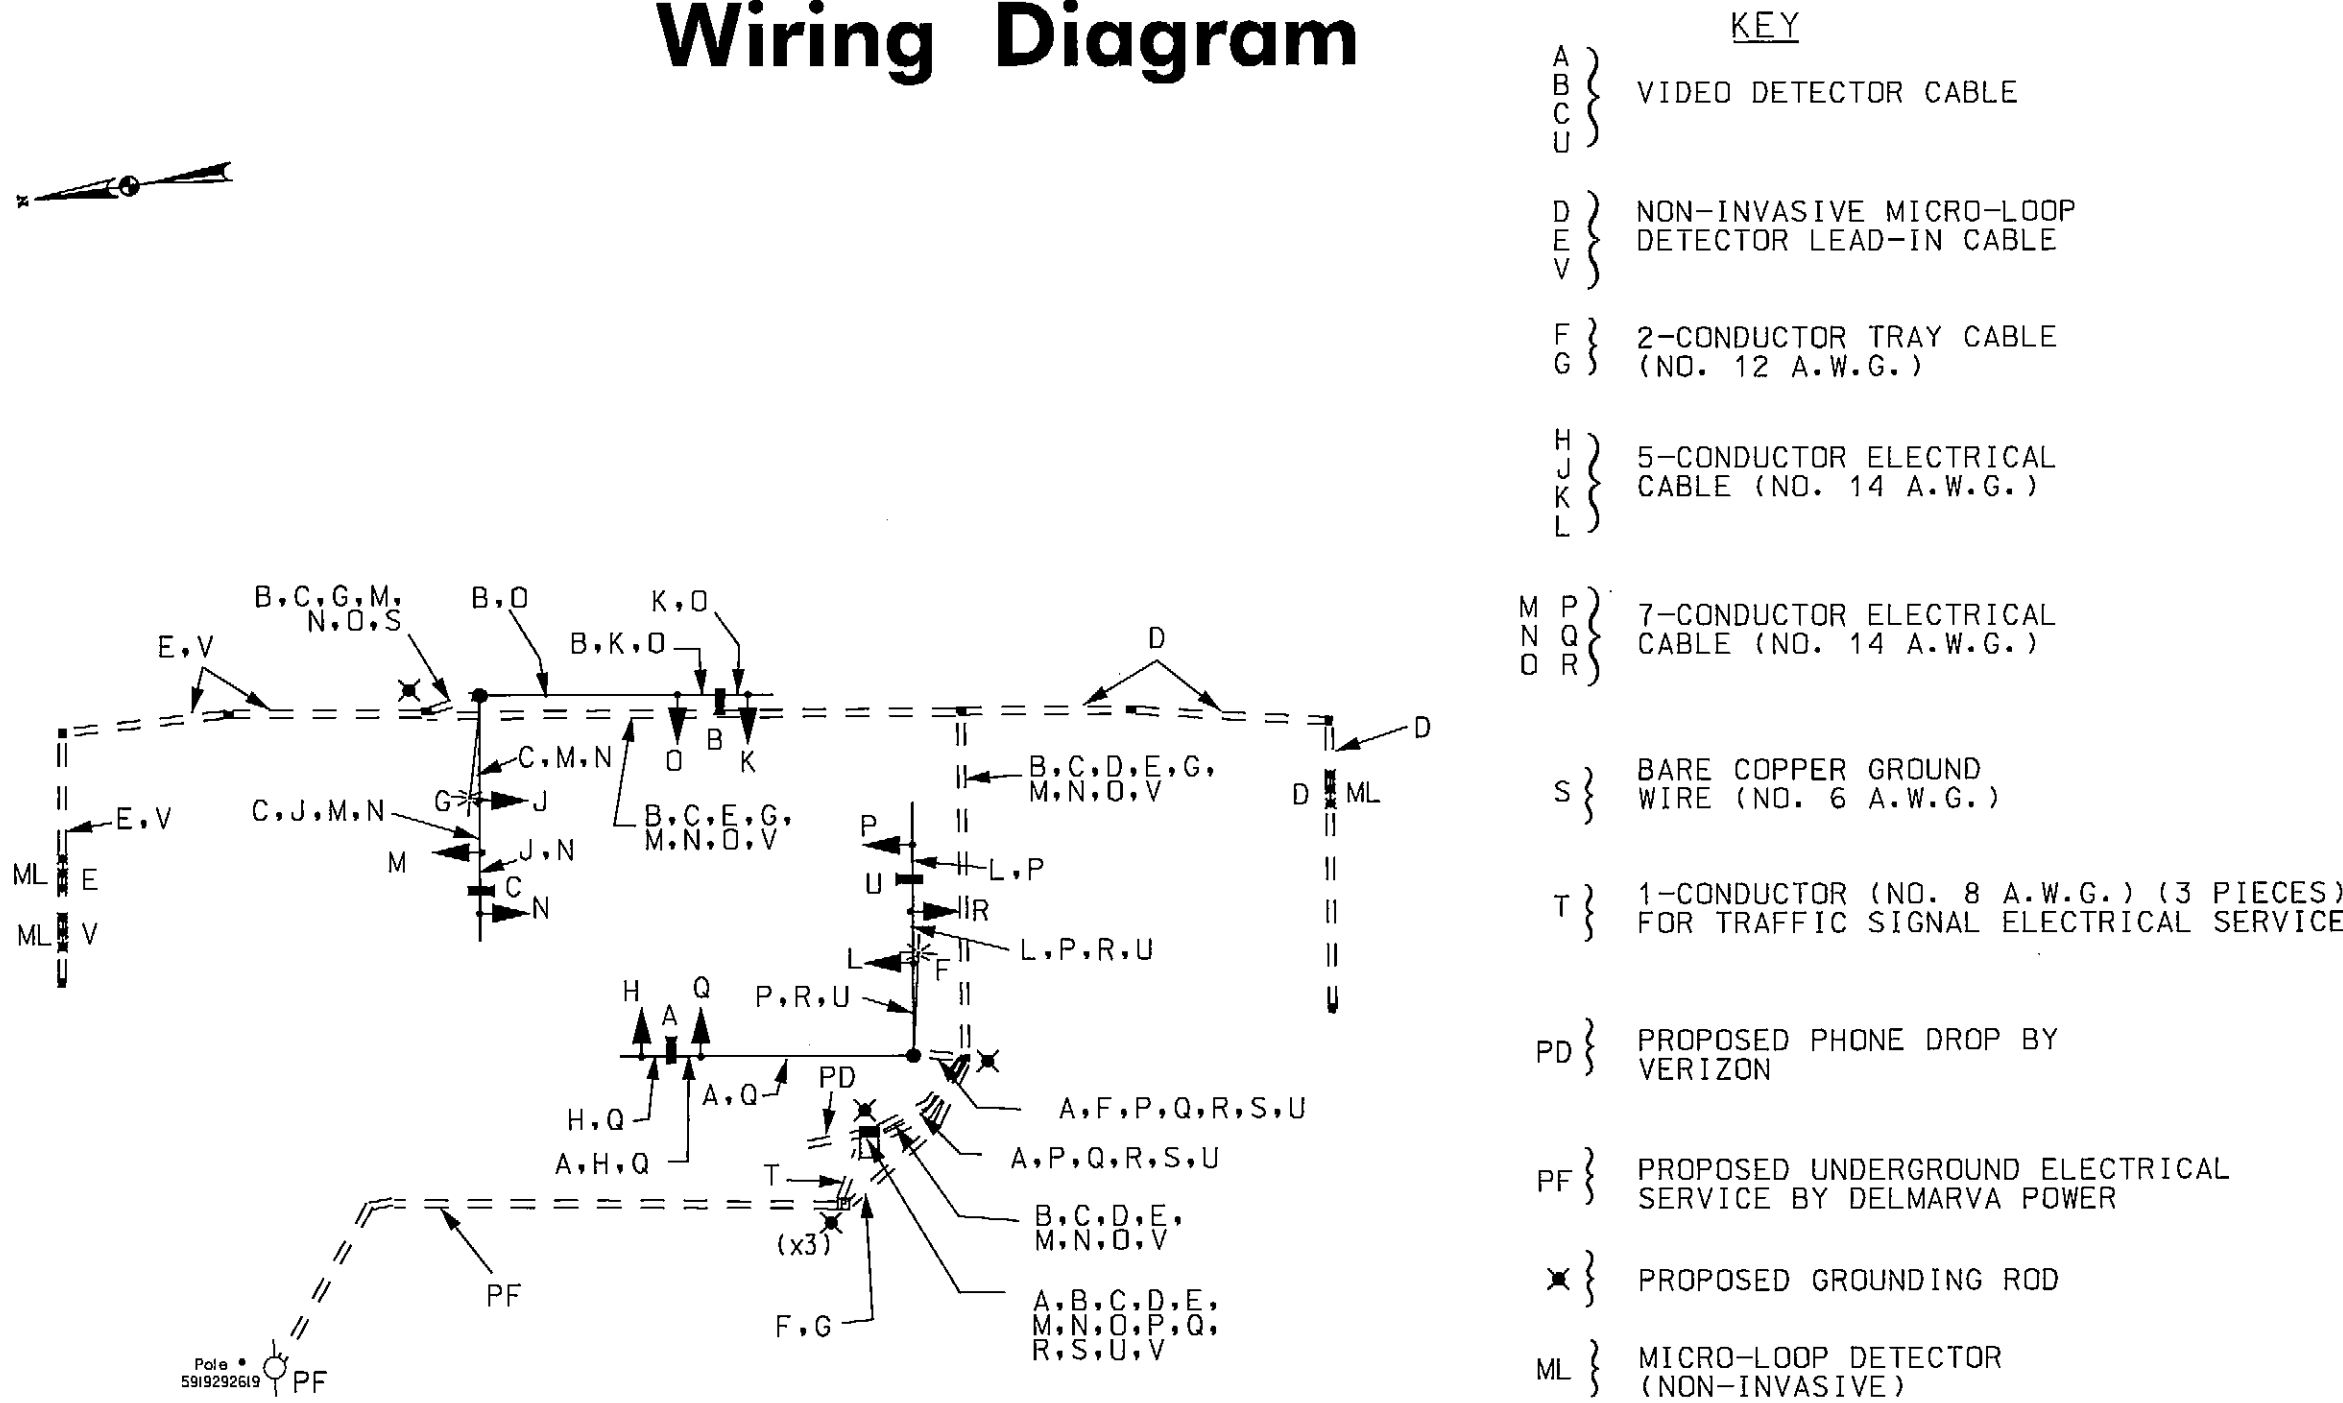 Wiring Diagram
KEY
A
B
C
U
VIDEO DETECTOR CABLE
D
E
V
NON-INVASIVE MICRO-LOOP
DETECTOR LEAD-IN CABLE
F
G
2-CONDUCTOR TRAY CABLE
(NO. 12 A.W.G.)
H
J
K
L
5-CONDUCTOR ELECTRICAL
CABLE (NO. 14 A.W.G.)
M P
N Q
O R
7-CONDUCTOR ELECTRICAL
CABLE (NO. 14 A.W.G.)
S
BARE COPPER GROUND
WIRE (NO. 6 A.W.G.)
T
1-CONDUCTOR (NO. 8 A.W.G.) (3 PIECES)
FOR TRAFFIC SIGNAL ELECTRICAL SERVICE
PD
PROPOSED PHONE DROP BY
VERIZON
PF
PROPOSED UNDERGROUND ELECTRICAL
SERVICE BY DELMARVA POWER
PROPOSED GROUNDING ROD
ML
MICRO-LOOP DETECTOR
(NON-INVASIVE)
N
B,C,G,M,
N,O,S
B,O
K,O
B,K,O
E,V
D
D
O
B
K
C,M,N
G
J
C,J,M,N
M
J,N
C
N
E,V
ML
E
ML
V
B,C,E,G,
M,N,O,V
B,C,D,E,G,
M,N,O,V
D
ML
P
L,P
U
R
L,P,R,U
L
F
P,R,U
H
A
Q
A,Q
PD
H,Q
A,H,Q
T
A,F,P,Q,R,S,U
A,P,Q,R,S,U
B,C,D,E,
M,N,O,V
(x3)
PF
F,G
A,B,C,D,E,
M,N,O,P,Q,
R,S,U,V
Pole
5919292619
PF